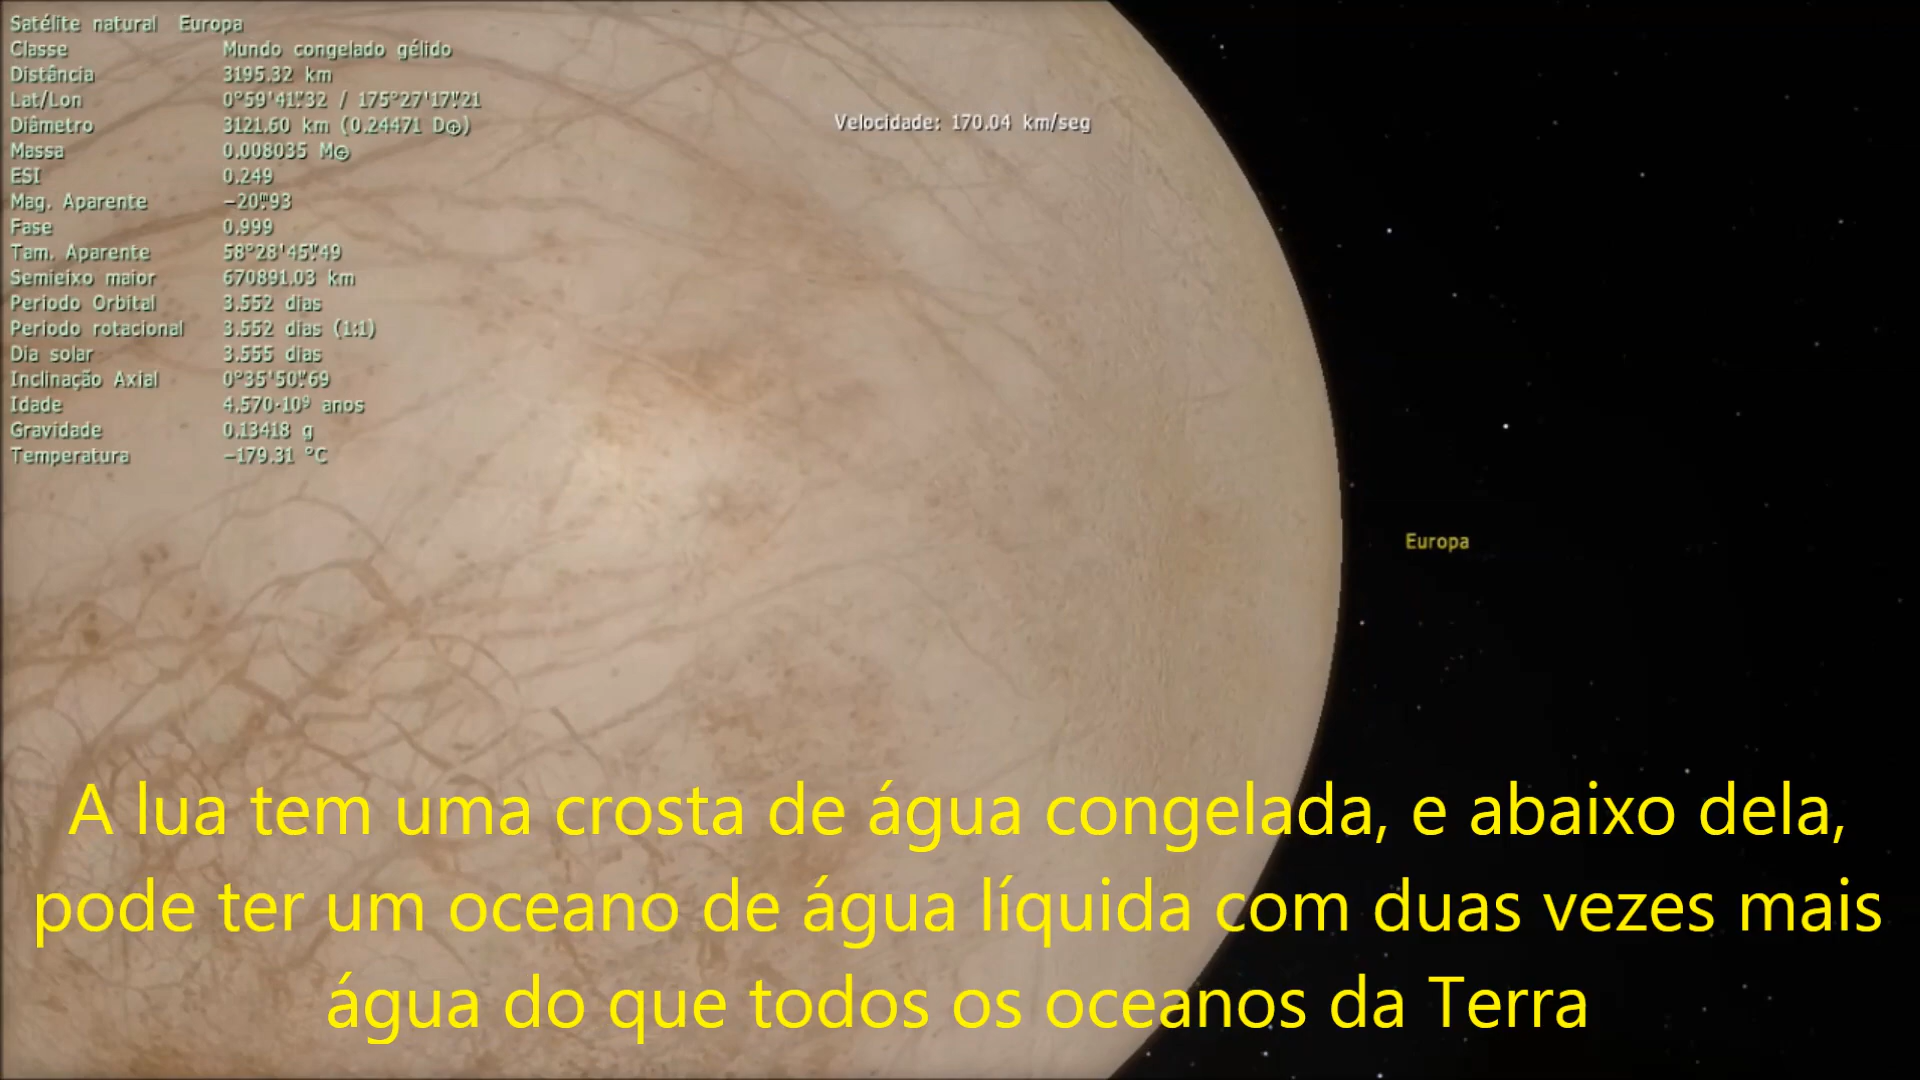 Satélite natural Europa
Classe Mundo congelado gélido
Distância 3195.32 km
Lat/Lon 0°59'41."32 / 175°27'17."21
Diâmetro 3121.60 km (0.24471 D⊕)
Massa 0.008035 M⊕
ESI 0.249
Mag. Aparente −20.ᵐ93
Fase 0.999
Tam. Aparente 58°28'45."49
Semieixo maior 670891.03 km
Periodo Orbital 3.552 dias
Periodo rotacional 3.552 dias (1:1)
Dia solar 3.555 dias
Inclinação Axial 0°35'50."69
Idade 4.570·10⁹ anos
Gravidade 0.13418 g
Temperatura −179.31 °C
Velocidade: 170.04 km/seg
Europa
A lua tem uma crosta de água congelada, e abaixo dela,
pode ter um oceano de água líquida com duas vezes mais
água do que todos os oceanos da Terra